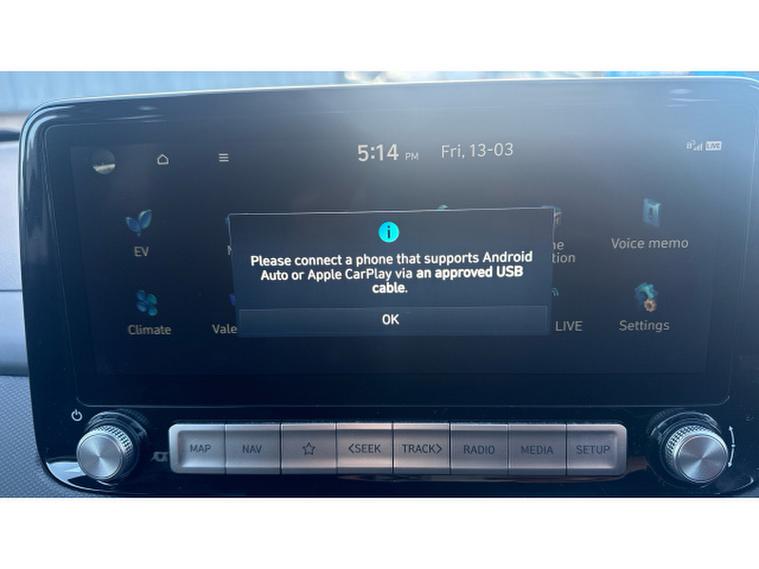 5:14 PM Fri, 13-03 LIVE
EV
Voice memo
Please connect a phone that supports Android
Auto or Apple CarPlay via an approved USB
cable.
OK
Climate
LIVE
Settings
MAP NAV <SEEK TRACK> RADIO MEDIA SETUP